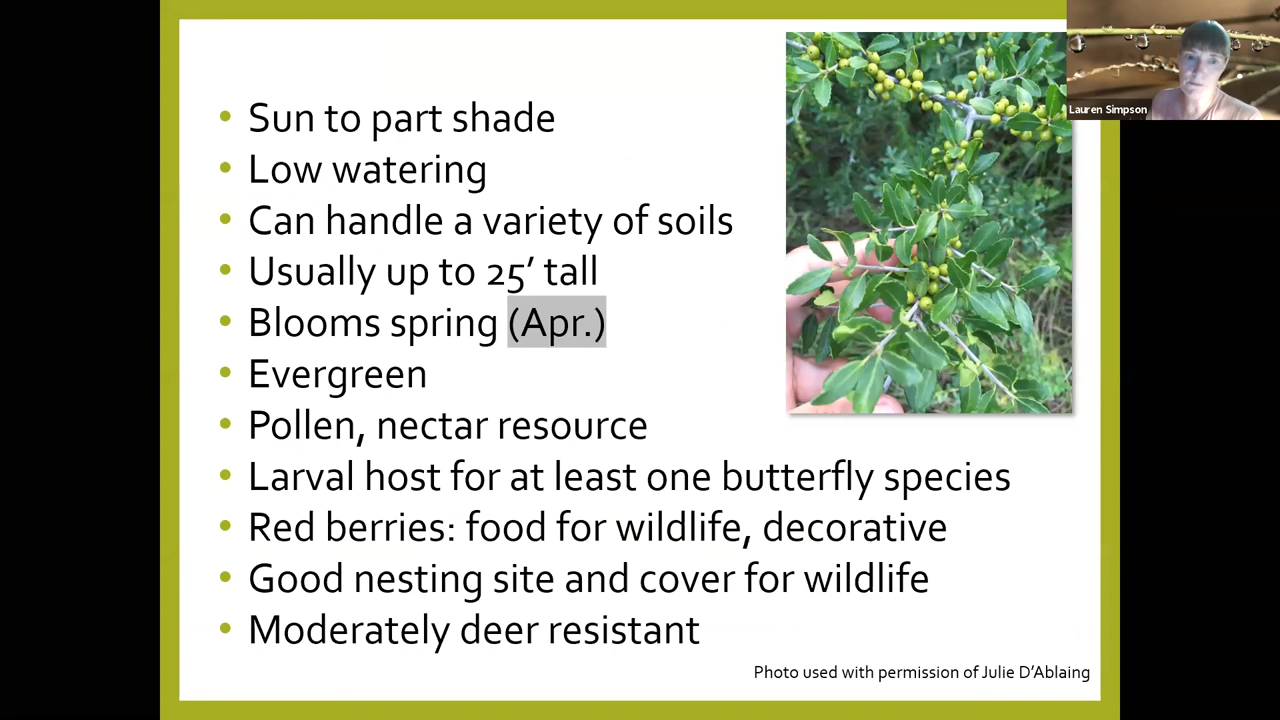 Sun to part shade
Low watering
Can handle a variety of soils
Usually up to 25’ tall
Blooms spring (Apr.)
Evergreen
Pollen, nectar resource
Larval host for at least one butterfly species
Red berries: food for wildlife, decorative
Good nesting site and cover for wildlife
Moderately deer resistant
Photo used with permission of Julie D’Ablaing
Lauren Simpson